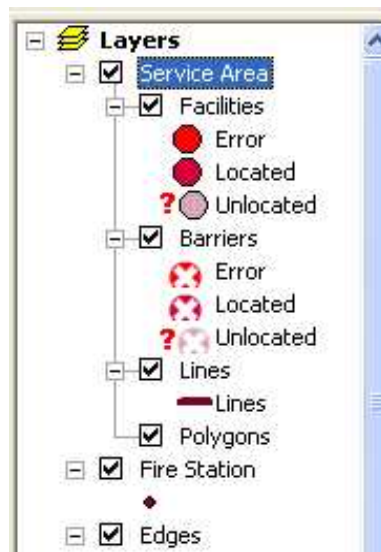 Layers
Service Area
Facilities
Error
Located
? Unlocated
Barriers
Error
Located
? Unlocated
Lines
Lines
Polygons
Fire Station
Edges